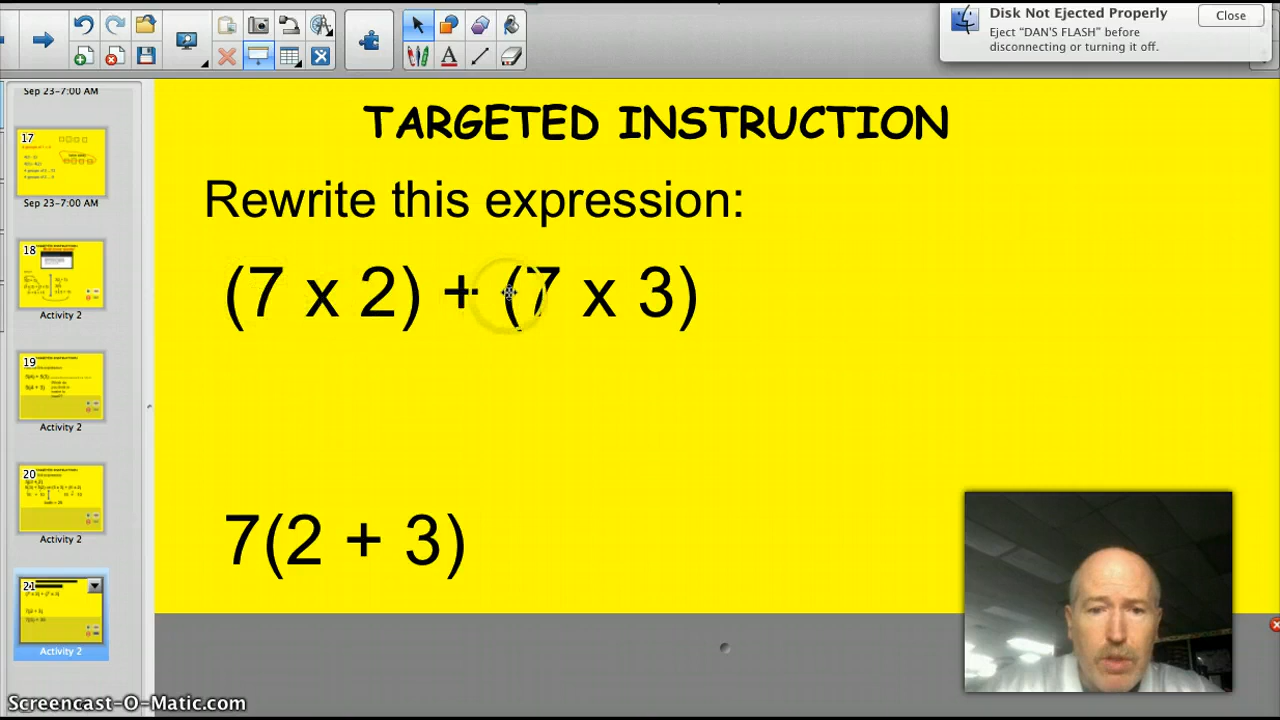 Disk Not Ejected Properly
Close
Eject “DAN'S FLASH” before
disconnecting or turning it off.
Sep 23-7:00 AM
17
Sep 23-7:00 AM
18
Activity 2
19
Activity 2
20
Activity 2
21
Activity 2
TARGETED INSTRUCTION
Rewrite this expression:
(7 x 2) + (7 x 3)
7(2 + 3)
Screencast-O-Matic.com